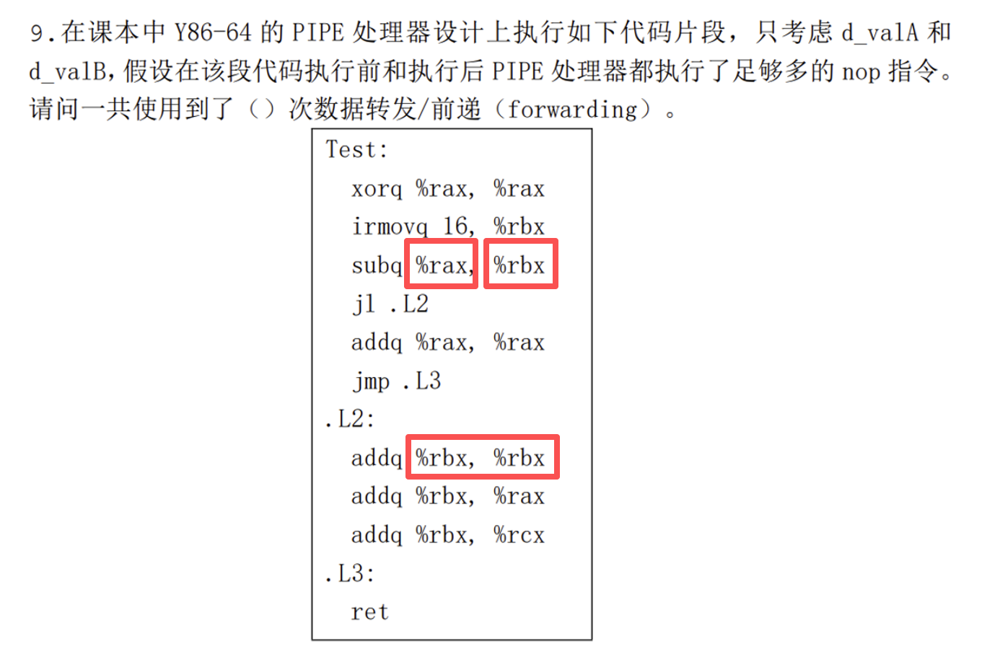 9.在课本中 Y86-64 的 PIPE 处理器设计上执行如下代码片段，只考虑 d_valA 和
d_valB，假设在该段代码执行前和执行后 PIPE 处理器都执行了足够多的 nop 指令。
请问一共使用到了（）次数据转发/前递（forwarding）。
Test:
xorq %rax, %rax
irmovq 16, %rbx
subq %rax, %rbx
jl .L2
addq %rax, %rax
jmp .L3
.L2:
addq %rbx, %rbx
addq %rbx, %rax
addq %rbx, %rcx
.L3:
ret